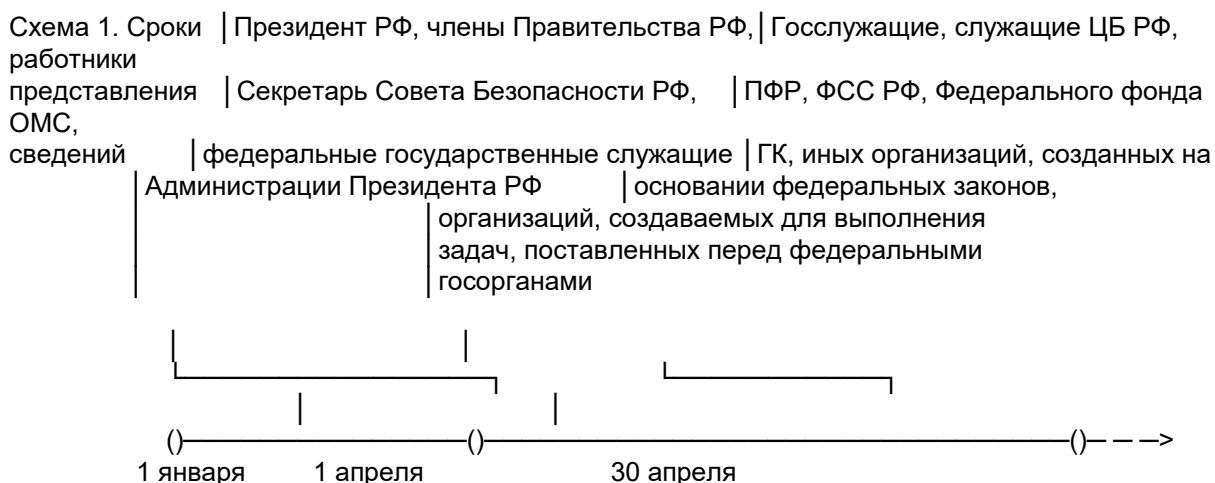 Схема 1. Сроки │Президент РФ, члены Правительства РФ,│Госслужащие, служащие ЦБ РФ,
работники
представления │Секретарь Совета Безопасности РФ, │ПФР, ФСС РФ, Федерального фонда
ОМС,
сведений │федеральные государственные служащие │ГК, иных организаций, созданных на
│Администрации Президента РФ │основании федеральных законов,
│ │организаций, создаваемых для выполнения
│ │задач, поставленных перед федеральными
│ │госорганами
│ │
└─────────────────────┐ └───────────────┐
│ │
()───────────────────()───────────────────────────────────────()─ ─ ─>
1 января 1 апреля 30 апреля